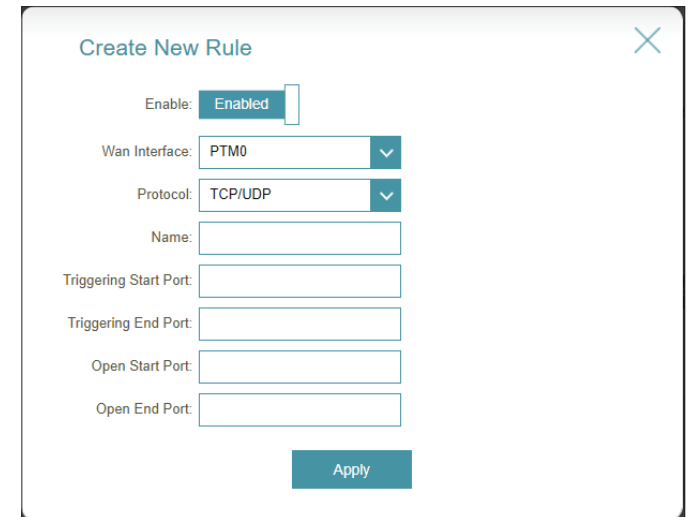 Create New Rule
Enable: Enabled
Wan Interface: PTM0
Protocol: TCP/UDP
Name:
Triggering Start Port:
Triggering End Port:
Open Start Port:
Open End Port:
Apply